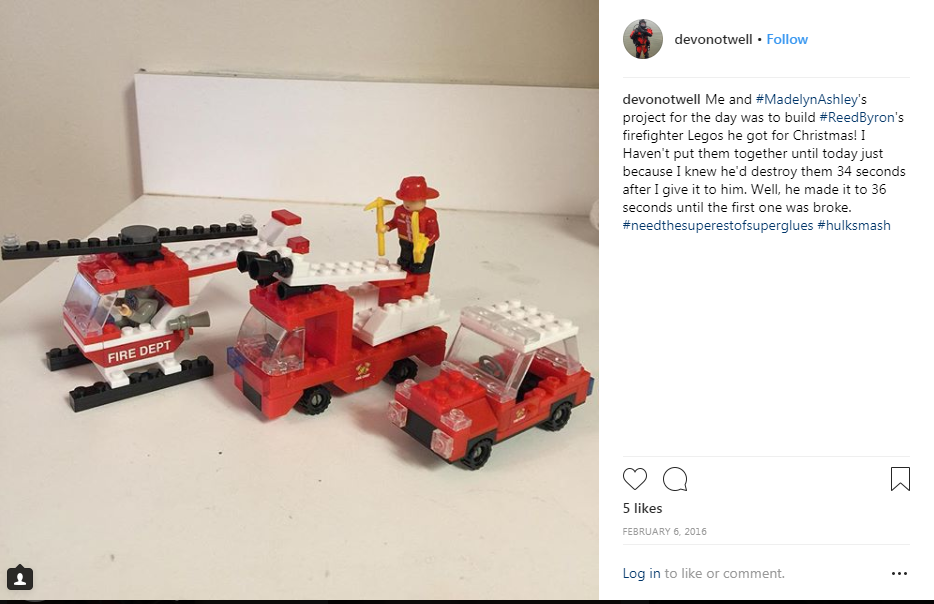 devonotwell • Follow
devonotwell Me and #MadelynAshley's
project for the day was to build #ReedByron's
firefighter Legos he got for Christmas! I
Haven't put them together until today just
because I knew he'd destroy them 34 seconds
after I give it to him. Well, he made it to 36
seconds until the first one was broke.
#needthesuperestofsuperglues #hulksmash
FIRE DEPT
5 likes
FEBRUARY 6, 2016
Log in to like or comment.